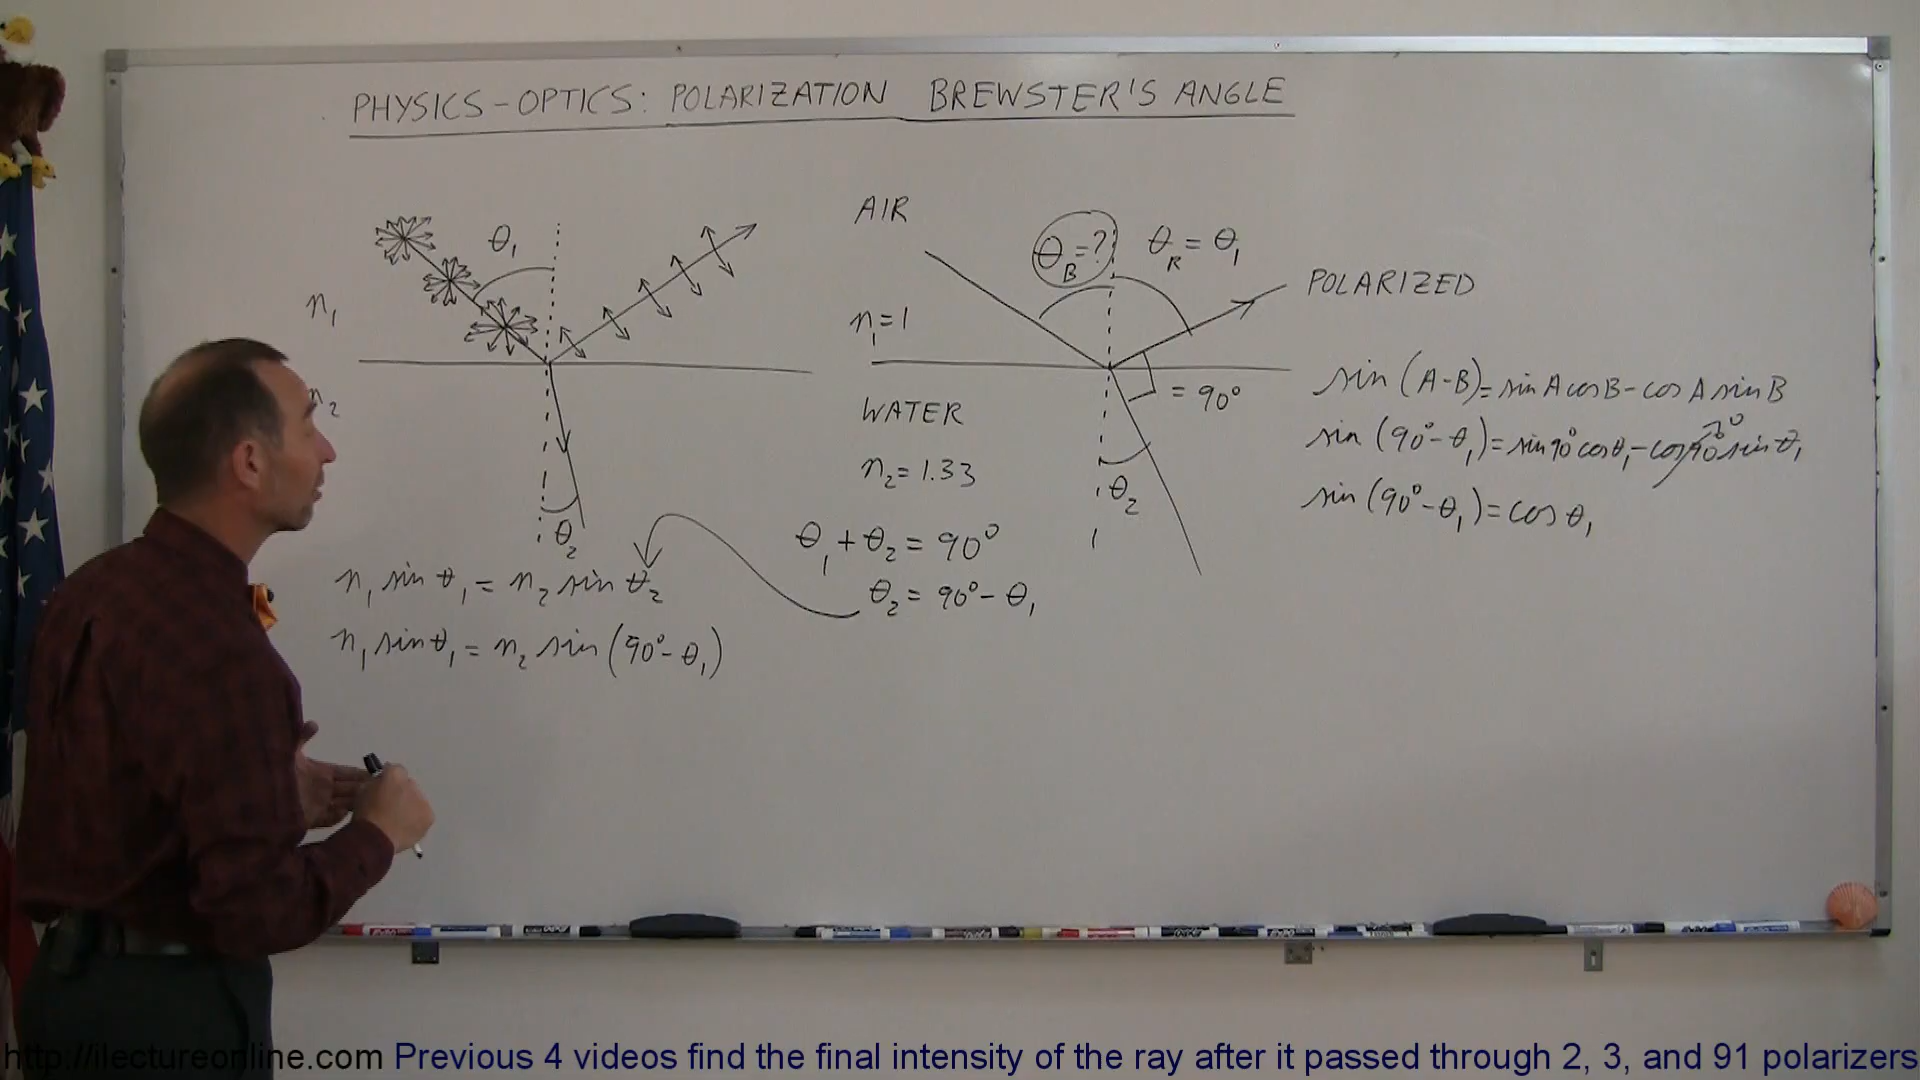 PHYSICS-OPTICS: POLARIZATION BREWSTER'S ANGLE
θ₁
n₁
n₂
θ₂
n₁ sin θ₁ = n₂ sin θ₂
n₁ sin θ₁ = n₂ sin (90° - θ₁)
AIR
θ_B = ?
θ_R = θ₁
POLARIZED
n₁ = 1
= 90°
WATER
n₂ = 1.33
θ₂
θ₁ + θ₂ = 90°
θ₂ = 90° - θ₁
sin (A-B) = sin A cos B - cos A sin B
sin (90° - θ₁) = sin 90° cos θ₁ - cos 90° sin θ₁
0
sin (90° - θ₁) = cos θ₁
http://ilectureonline.com Previous 4 videos find the final intensity of the ray after it passed through 2, 3, and 91 polarizers